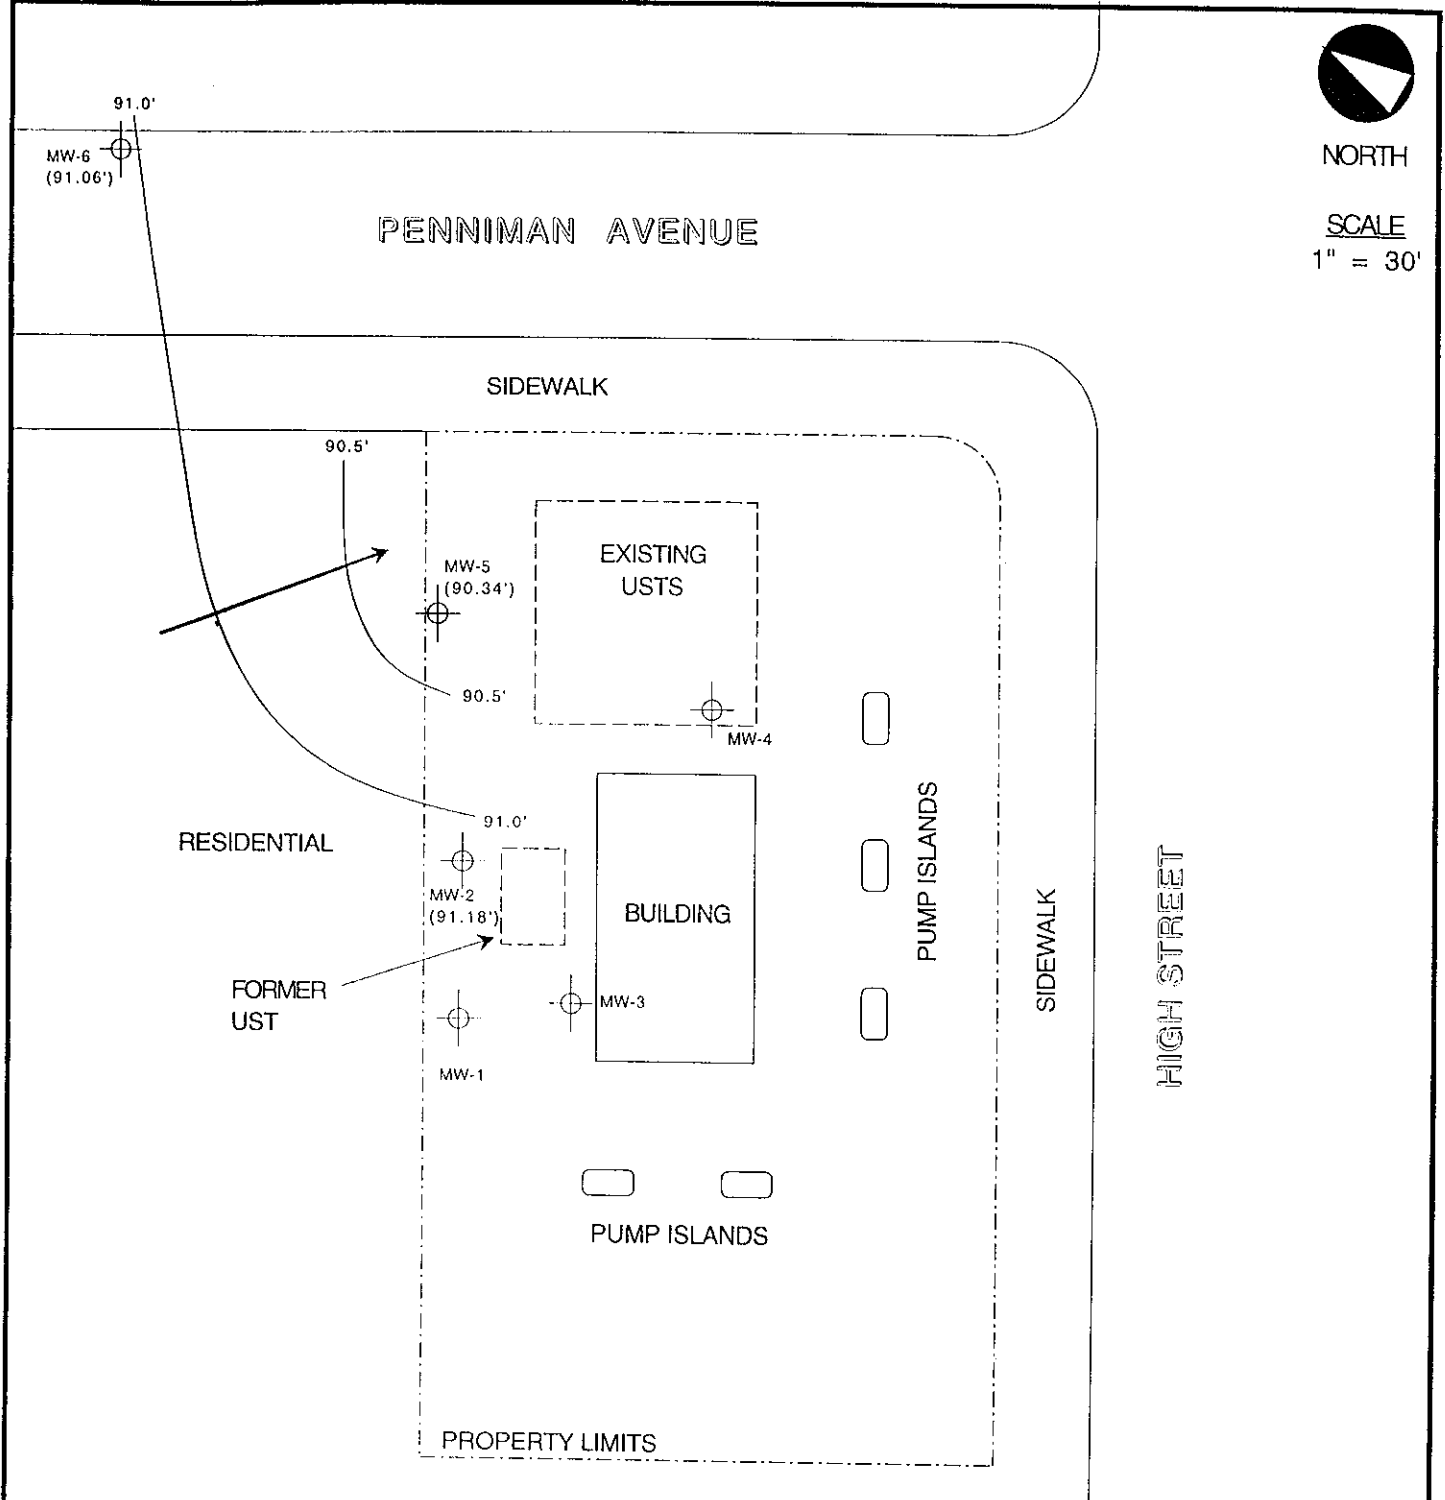 91.0'
MW-6
(91.06')
NORTH
PENNIMAN AVENUE
SCALE
1" = 30'
SIDEWALK
90.5'
EXISTING
USTS
MW-5
(90.34')
90.5'
MW-4
PUMP ISLANDS
91.0'
RESIDENTIAL
MW-2
(91.18')
BUILDING
SIDEWALK
HIGH STREET
FORMER
UST
MW-3
MW-1
PUMP ISLANDS
PROPERTY LIMITS